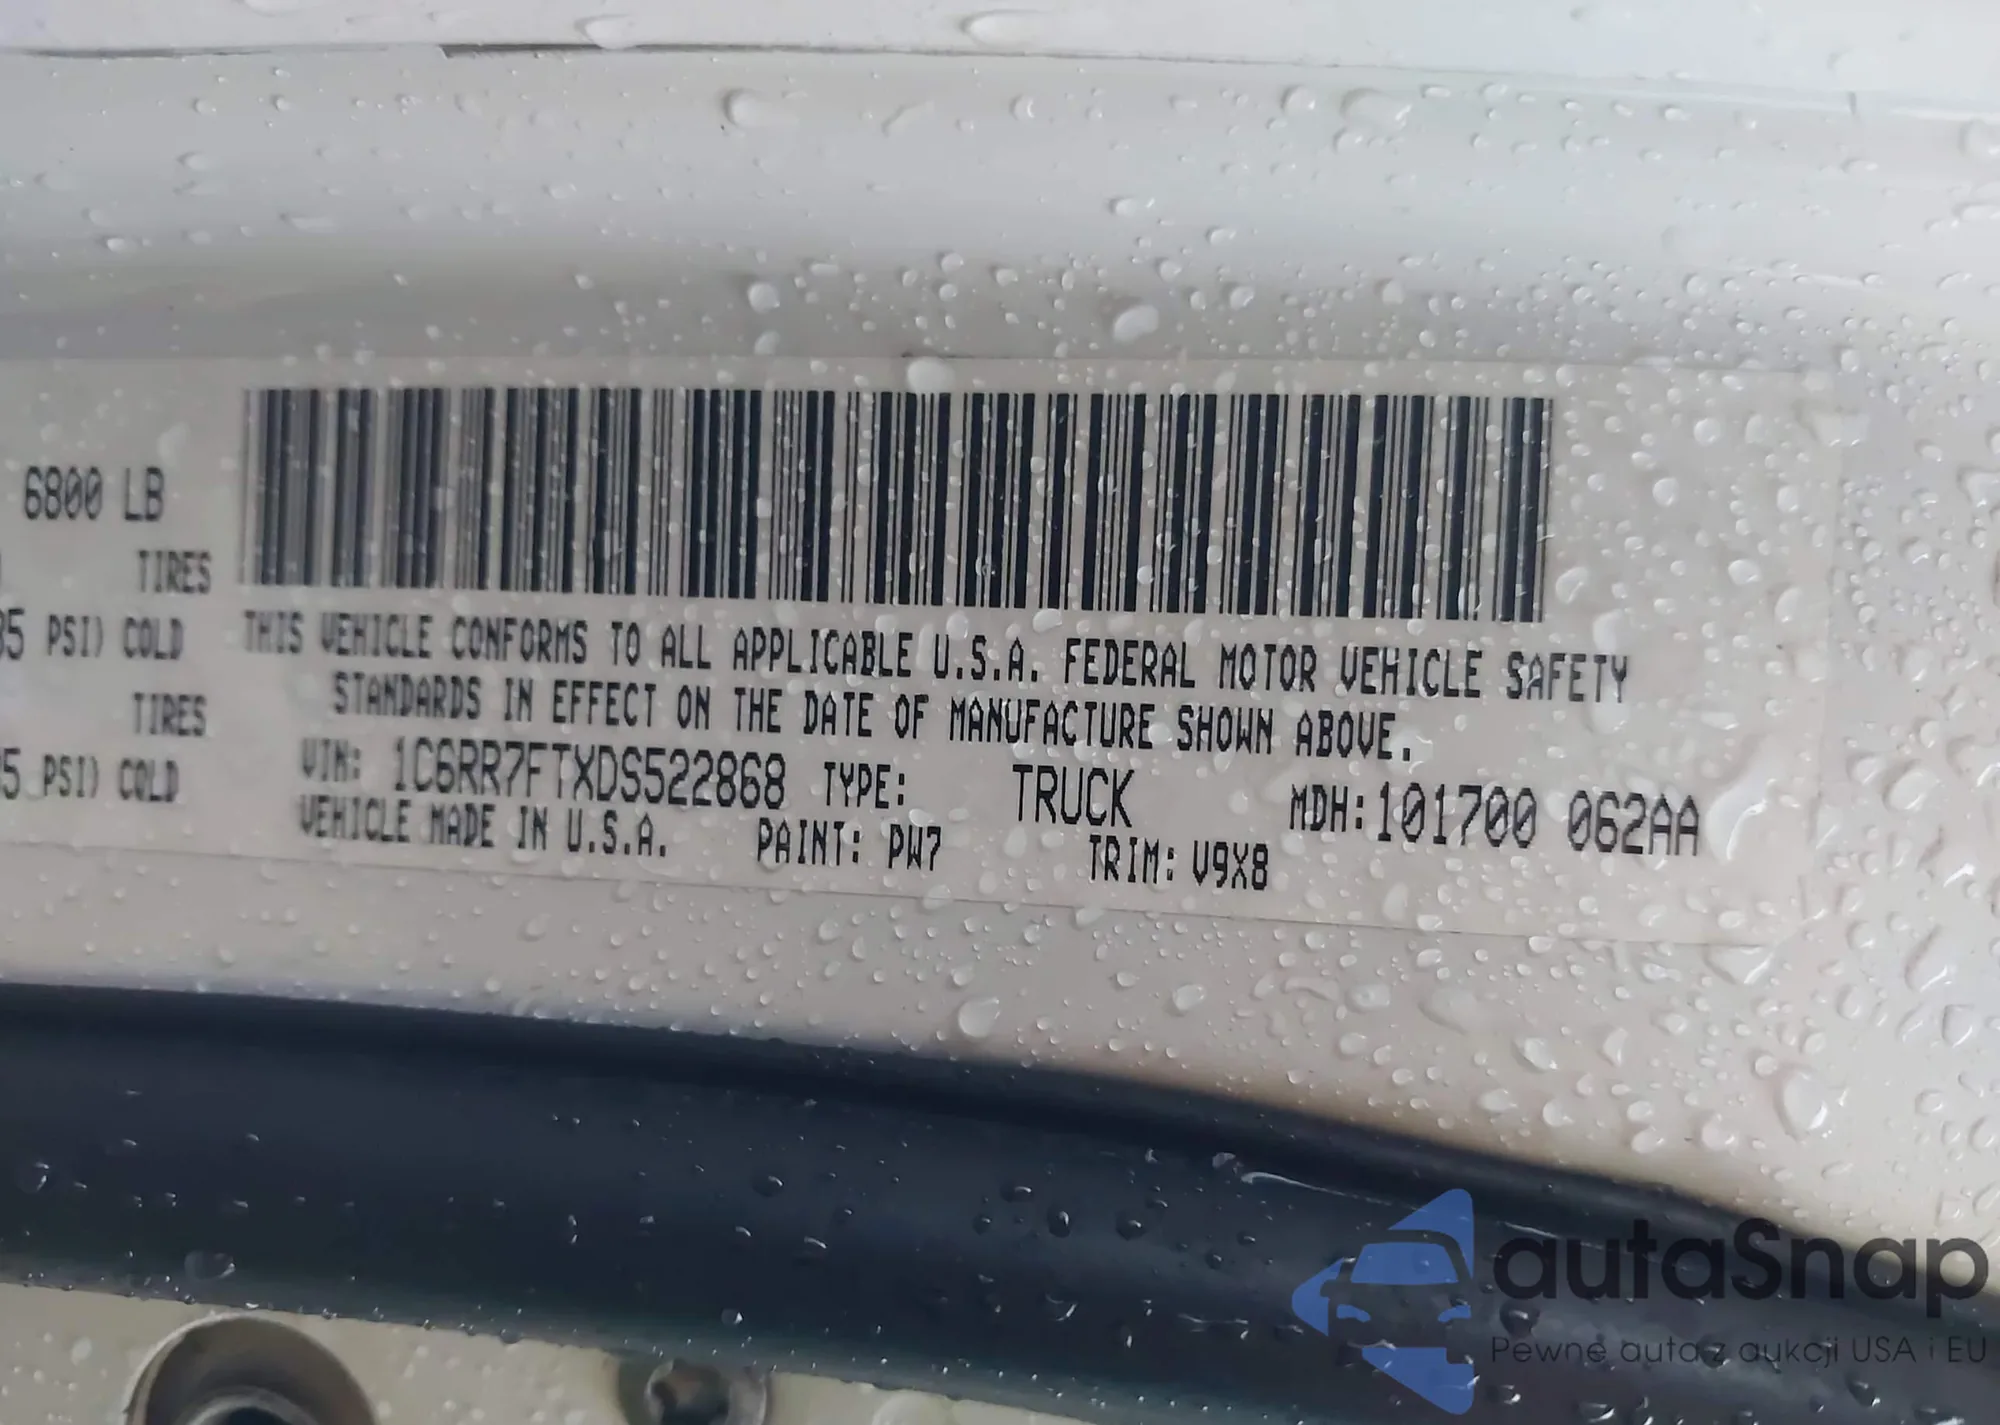 6800 LB
TIRES
35 PSI) COLD
TIRES
35 PSI) COLD
THIS VEHICLE CONFORMS TO ALL APPLICABLE U.S.A. FEDERAL MOTOR VEHICLE SAFETY
STANDARDS IN EFFECT ON THE DATE OF MANUFACTURE SHOWN ABOVE.
VIN: 1C6RR7FTXDS522868 TYPE: TRUCK MDH:101700 062AA
VEHICLE MADE IN U.S.A. PAINT: PW7 TRIM: V9X8
autaSnap
Pewne auta z aukcji USA i EU